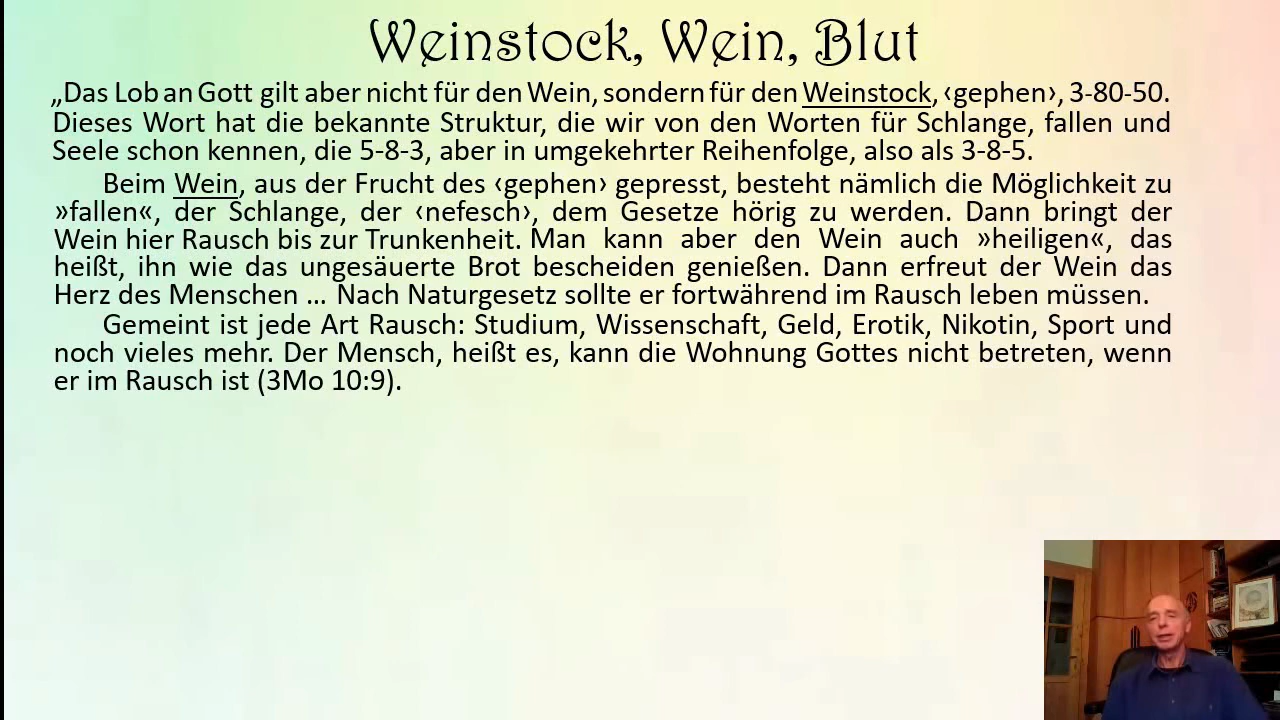 Weinstock, Wein, Blut
„Das Lob an Gott gilt aber nicht für den Wein, sondern für den Weinstock, ‹gephen›, 3-80-50.
Dieses Wort hat die bekannte Struktur, die wir von den Worten für Schlange, fallen und
Seele schon kennen, die 5-8-3, aber in umgekehrter Reihenfolge, also als 3-8-5.
Beim Wein, aus der Frucht des ‹gephen› gepresst, besteht nämlich die Möglichkeit zu
»fallen«, der Schlange, der ‹nefesch›, dem Gesetze hörig zu werden. Dann bringt der
Wein hier Rausch bis zur Trunkenheit. Man kann aber den Wein auch »heiligen«, das
heißt, ihn wie das ungesäuerte Brot bescheiden genießen. Dann erfreut der Wein das
Herz des Menschen ... Nach Naturgesetz sollte er fortwährend im Rausch leben müssen.
Gemeint ist jede Art Rausch: Studium, Wissenschaft, Geld, Erotik, Nikotin, Sport und
noch vieles mehr. Der Mensch, heißt es, kann die Wohnung Gottes nicht betreten, wenn
er im Rausch ist (3Mo 10:9).